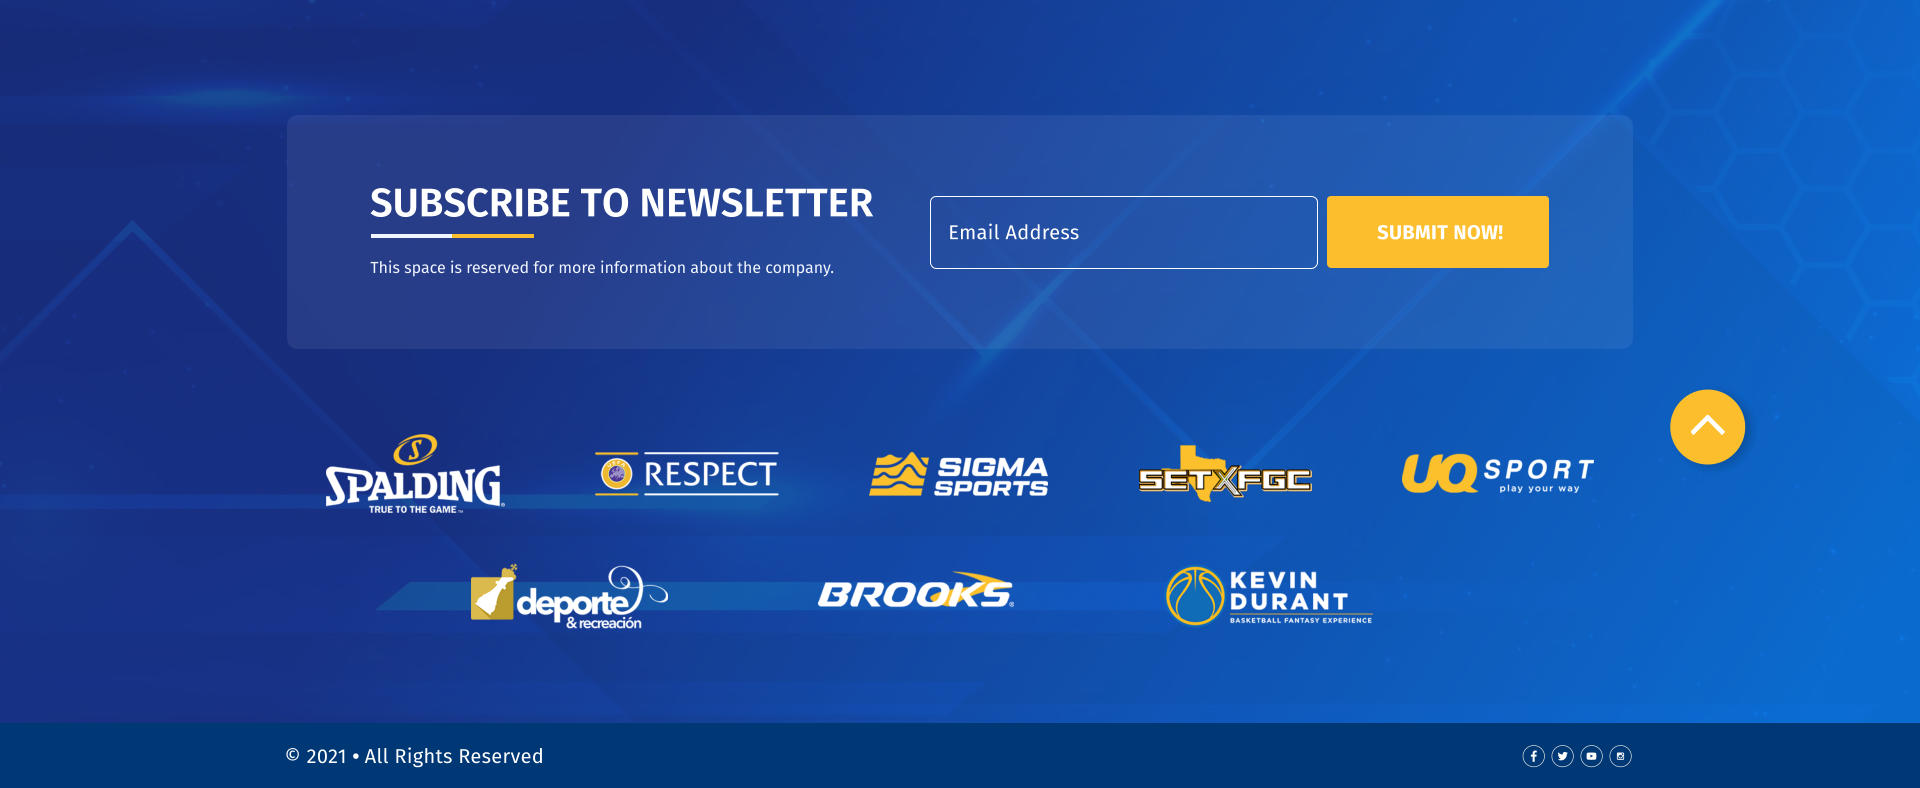 SUBSCRIBE TO NEWSLETTER
This space is reserved for more information about the company.
Email Address
SUBMIT NOW!
S
SPALDING®
TRUE TO THE GAME™
UEFA
RESPECT
SIGMA
SPORTS
SETXFGC
UQ SPORT
play your way
deporte
& recreación
BROOKS®
KEVIN
DURANT
BASKETBALL FANTASY EXPERIENCE
© 2021 • All Rights Reserved